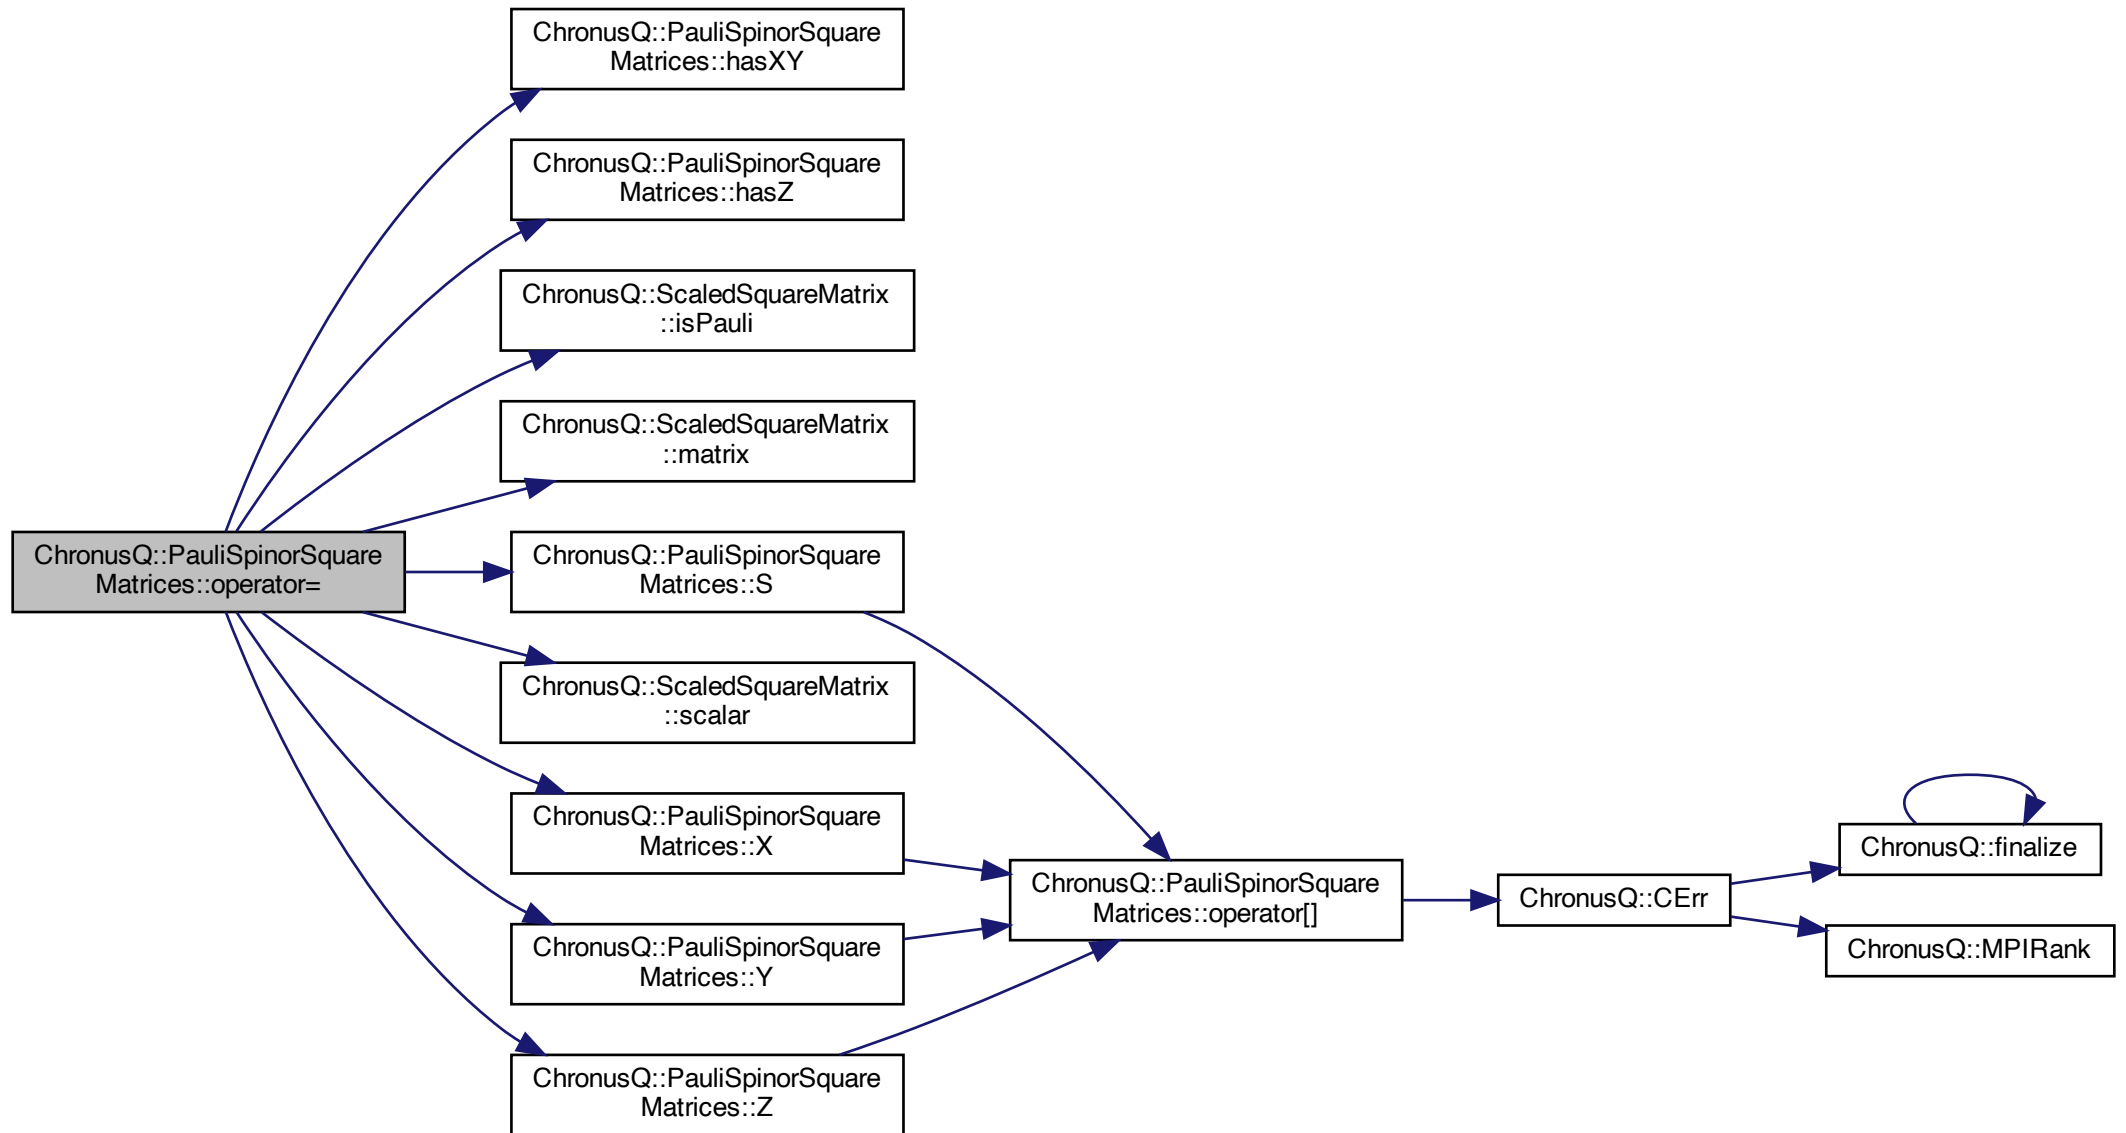 ChronusQ::PauliSpinorSquare
Matrices::hasXY
ChronusQ::PauliSpinorSquare
Matrices::hasZ
ChronusQ::ScaledSquareMatrix
::isPauli
ChronusQ::ScaledSquareMatrix
::matrix
ChronusQ::PauliSpinorSquare
Matrices::operator=
ChronusQ::PauliSpinorSquare
Matrices::S
ChronusQ::ScaledSquareMatrix
::scalar
ChronusQ::PauliSpinorSquare
Matrices::X
ChronusQ::PauliSpinorSquare
Matrices::Y
ChronusQ::PauliSpinorSquare
Matrices::Z
ChronusQ::PauliSpinorSquare
Matrices::operator[]
ChronusQ::CErr
ChronusQ::finalize
ChronusQ::MPIRank